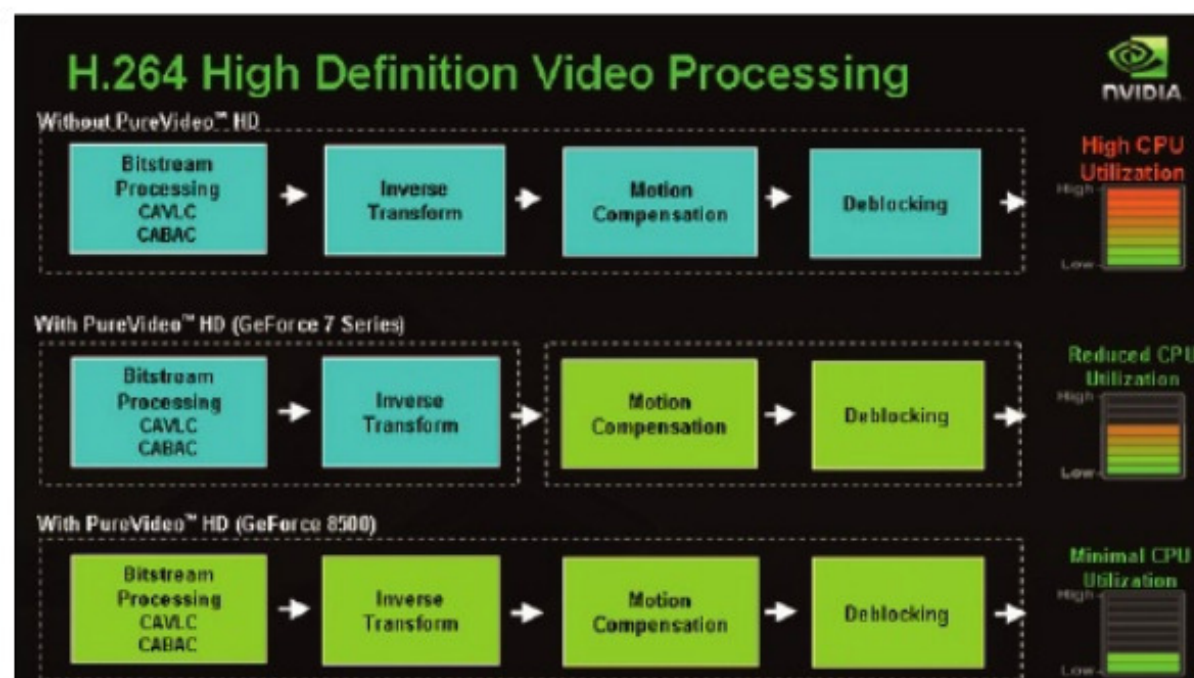 H.264 High Definition Video Processing
NVIDIA
Without PureVideo™ HD
Bitstream
Processing
CAVLC
CABAC
Inverse
Transform
Motion
Compensation
Deblocking
High CPU
Utilization
High
Low
With PureVideo™ HD (GeForce 7 Series)
Bitstream
Processing
CAVLC
CABAC
Inverse
Transform
Motion
Compensation
Deblocking
Reduced CPU
Utilization
High
Low
With PureVideo™ HD (GeForce 8500)
Bitstream
Processing
CAVLC
CABAC
Inverse
Transform
Motion
Compensation
Deblocking
Minimal CPU
Utilization
High
Low